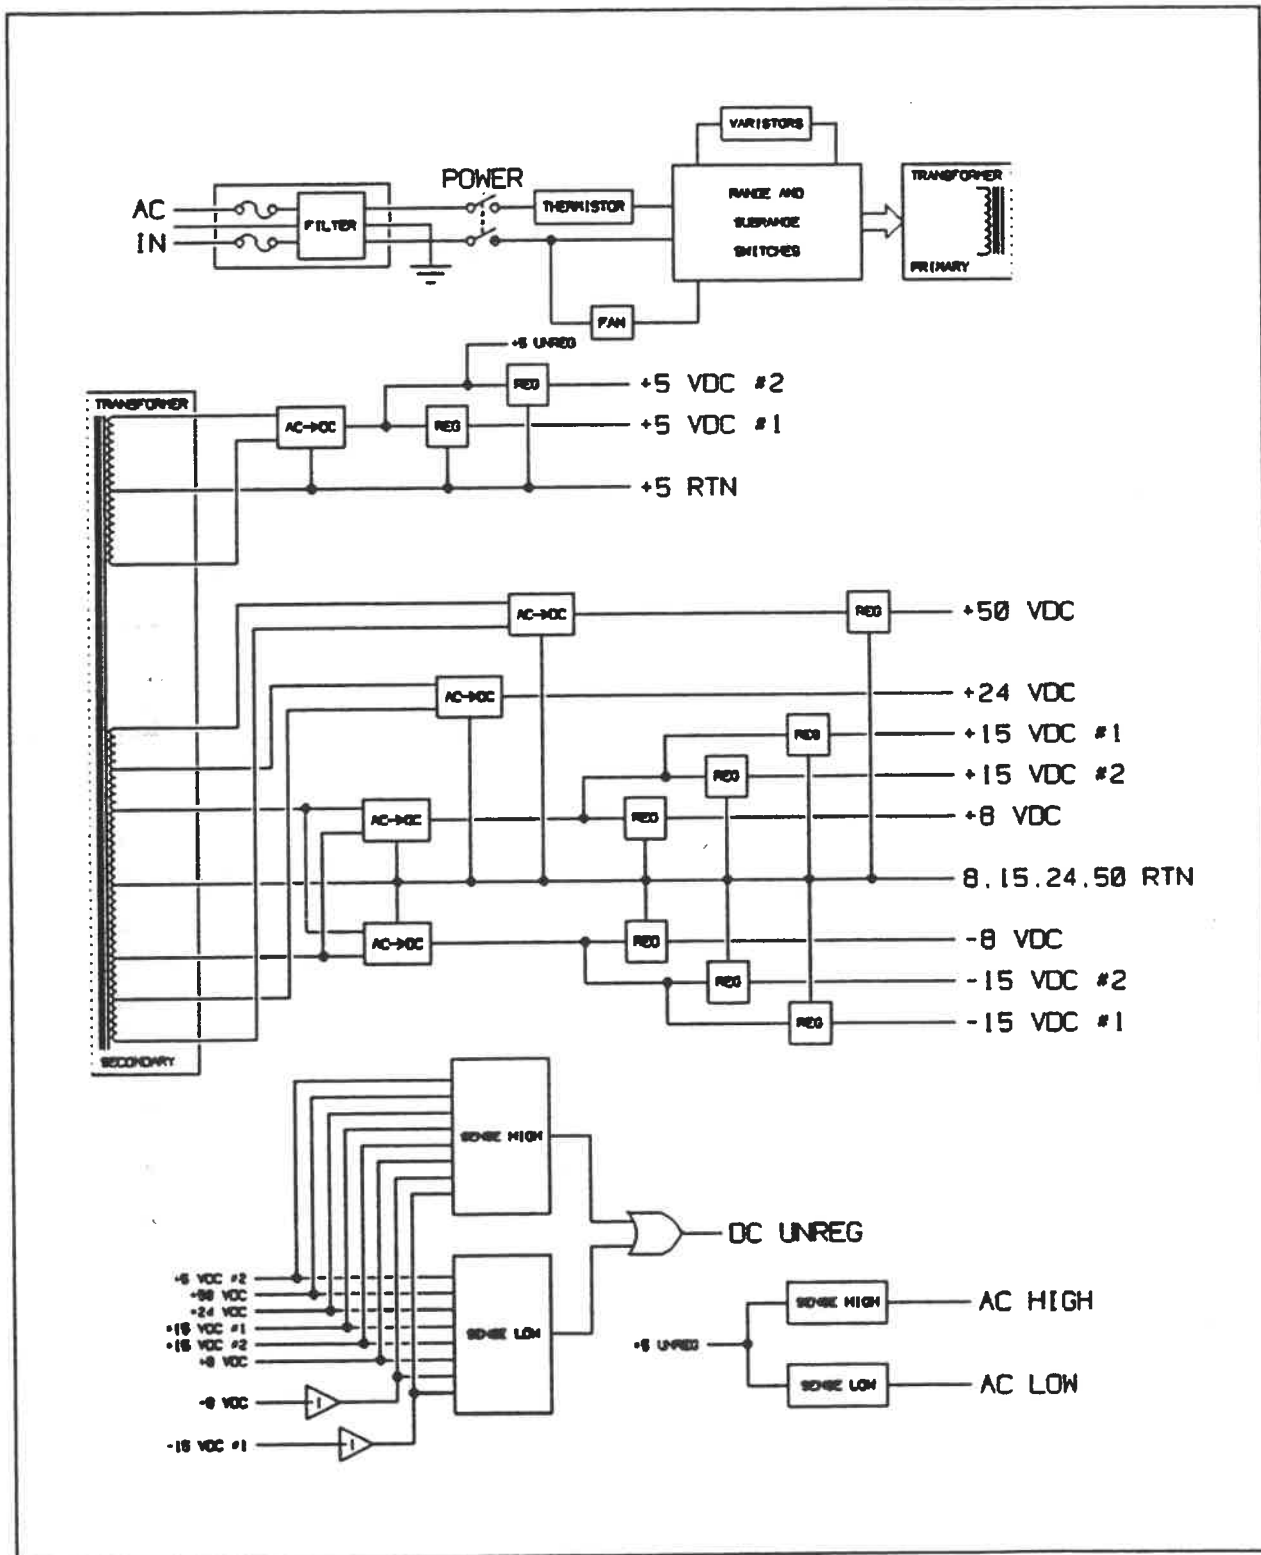 VARISTORS
POWER
TRANSFORMER
AC
THERMISTOR
RANGE AND
FILTER
SUBRANGE
IN
SWITCHES
PRIMARY
FAN
+5 UNREG
REG
+5 VDC #2
TRANSFORMER
AC→DC
REG
+5 VDC #1
+5 RTN
AC→DC
REG
+50 VDC
AC→DC
+24 VDC
REG
+15 VDC #1
REG
+15 VDC #2
AC→DC
REG
+8 VDC
8.15.24.50 RTN
AC→DC
REG
-8 VDC
REG
-15 VDC #2
REG
-15 VDC #1
SECONDARY
SENSE HIGH
DC UNREG
+5 VDC #2
+50 VDC
+24 VDC
+15 VDC #1
+15 VDC #2
+8 VDC
SENSE LOW
-8 VDC
-1
-15 VDC #1
-1
SENSE HIGH
AC HIGH
+5 UNREG
SENSE LOW
AC LOW